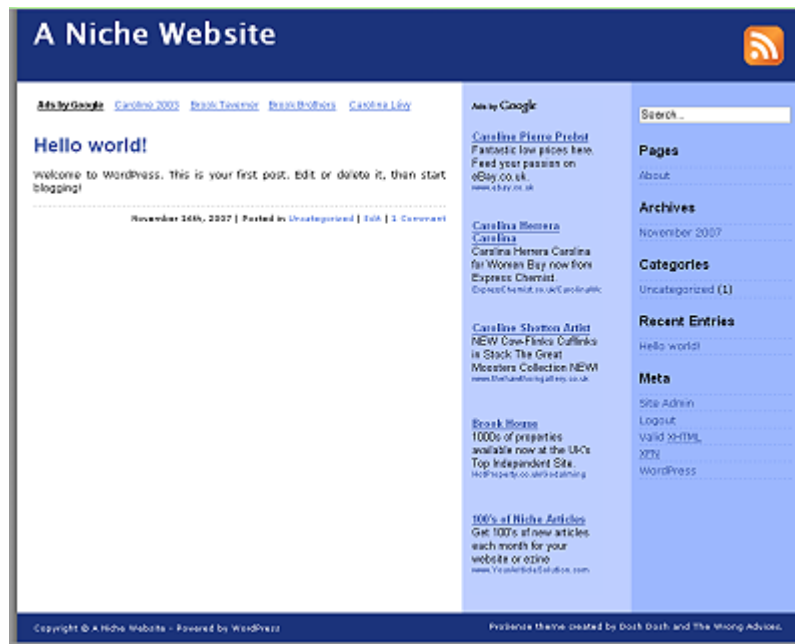 A Niche Website
Ads by Google Caroline 2003 Brook Taverner Brook Brothers Carolina Lévy
Hello world!
Welcome to WordPress. This is your first post. Edit or delete it, then start
blogging!
November 14th, 2007 | Posted in Uncategorized | Edit | 1 Comment
Ads by Google
Caroline Pierre Probst
Fantastic low prices here.
Feed your passion on
eBay.co.uk.
www.ebay.co.uk
Carolina Herrera
Carolina
Carolina Herrera Carolina
for Women Buy now from
Express Chemist.
Caroline Shotton Artist
NEW Cow-Flinks Cufflinks
in Stock The Great
Moosters Collection NEW!
Brook House
1000s of properties
available now at the UK's
Top Independent Site.
HotProperty.co.uk/Godalming
100's of Niche Articles
Get 100's of new articles
each month for your
website or ezine
www.YourArticleSolution.com
Search...
Pages
About
Archives
November 2007
Categories
Uncategorized (1)
Recent Entries
Hello world!
Meta
Site Admin
Logout
Valid XHTML
XFN
WordPress
Copyright © A Niche Website - Powered by WordPress
ProSense theme created by Dosh Dosh and The Wrong Advices.